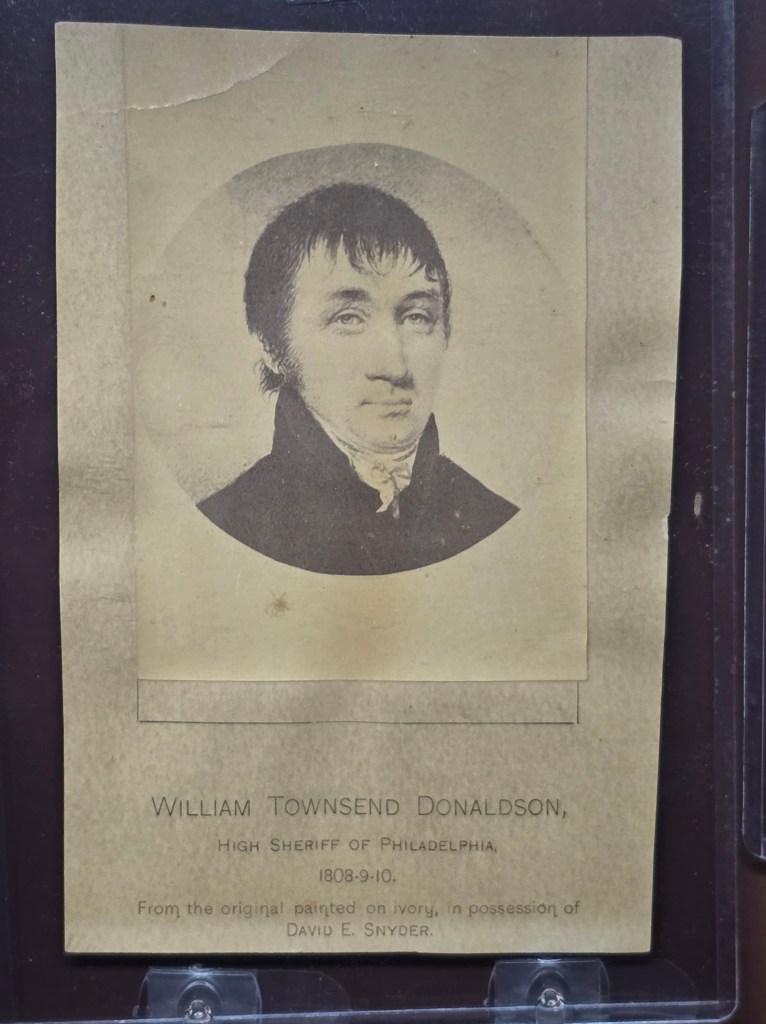 WILLIAM TOWNSEND DONALDSON,
HIGH SHERIFF OF PHILADELPHIA,
1808-9-10.
From the original painted on ivory, in possession of
DAVID E. SNYDER.